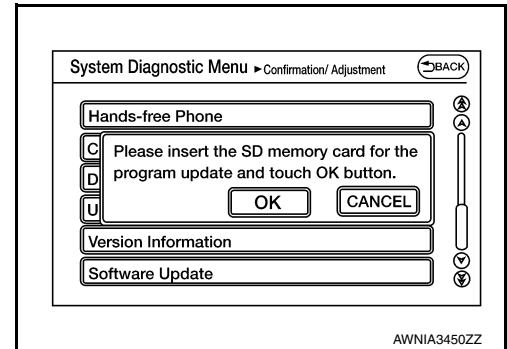 System Diagnostic Menu ►Confirmation/ Adjustment BACK
Hands-free Phone
C
Please insert the SD memory card for the
D
program update and touch OK button.
U
OK CANCEL
Version Information
Software Update
AWNIA3450ZZ